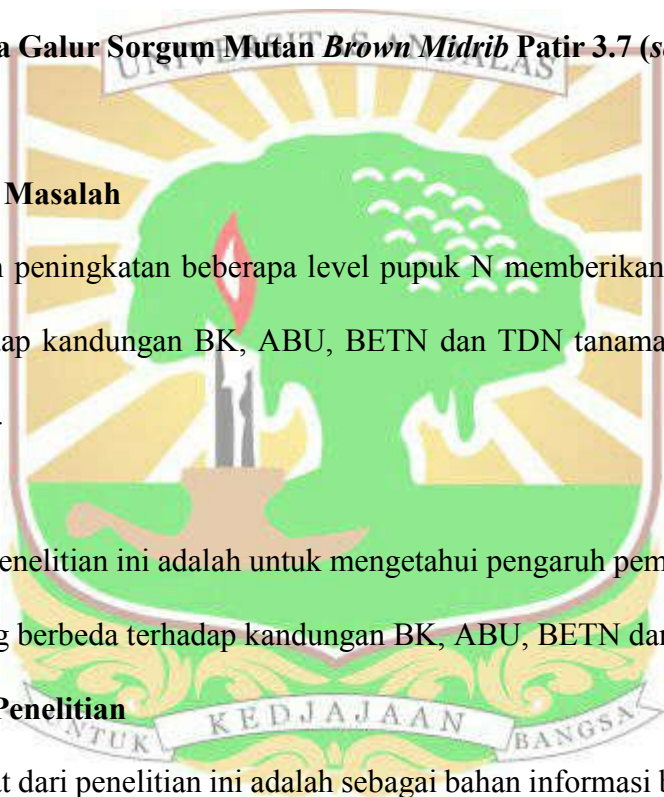 a Galur Sorgum Mutan Brown Midrib Patir 3.7 (s
UNIVERSITAS ANDALAS
Masalah
peningkatan beberapa level pupuk N memberikan
ap kandungan BK, ABU, BETN dan TDN tanama
enelitian ini adalah untuk mengetahui pengaruh pem
g berbeda terhadap kandungan BK, ABU, BETN dan
Penelitian
UNTUK KEDJAJAAN BANGSA
at dari penelitian ini adalah sebagai bahan informasi b